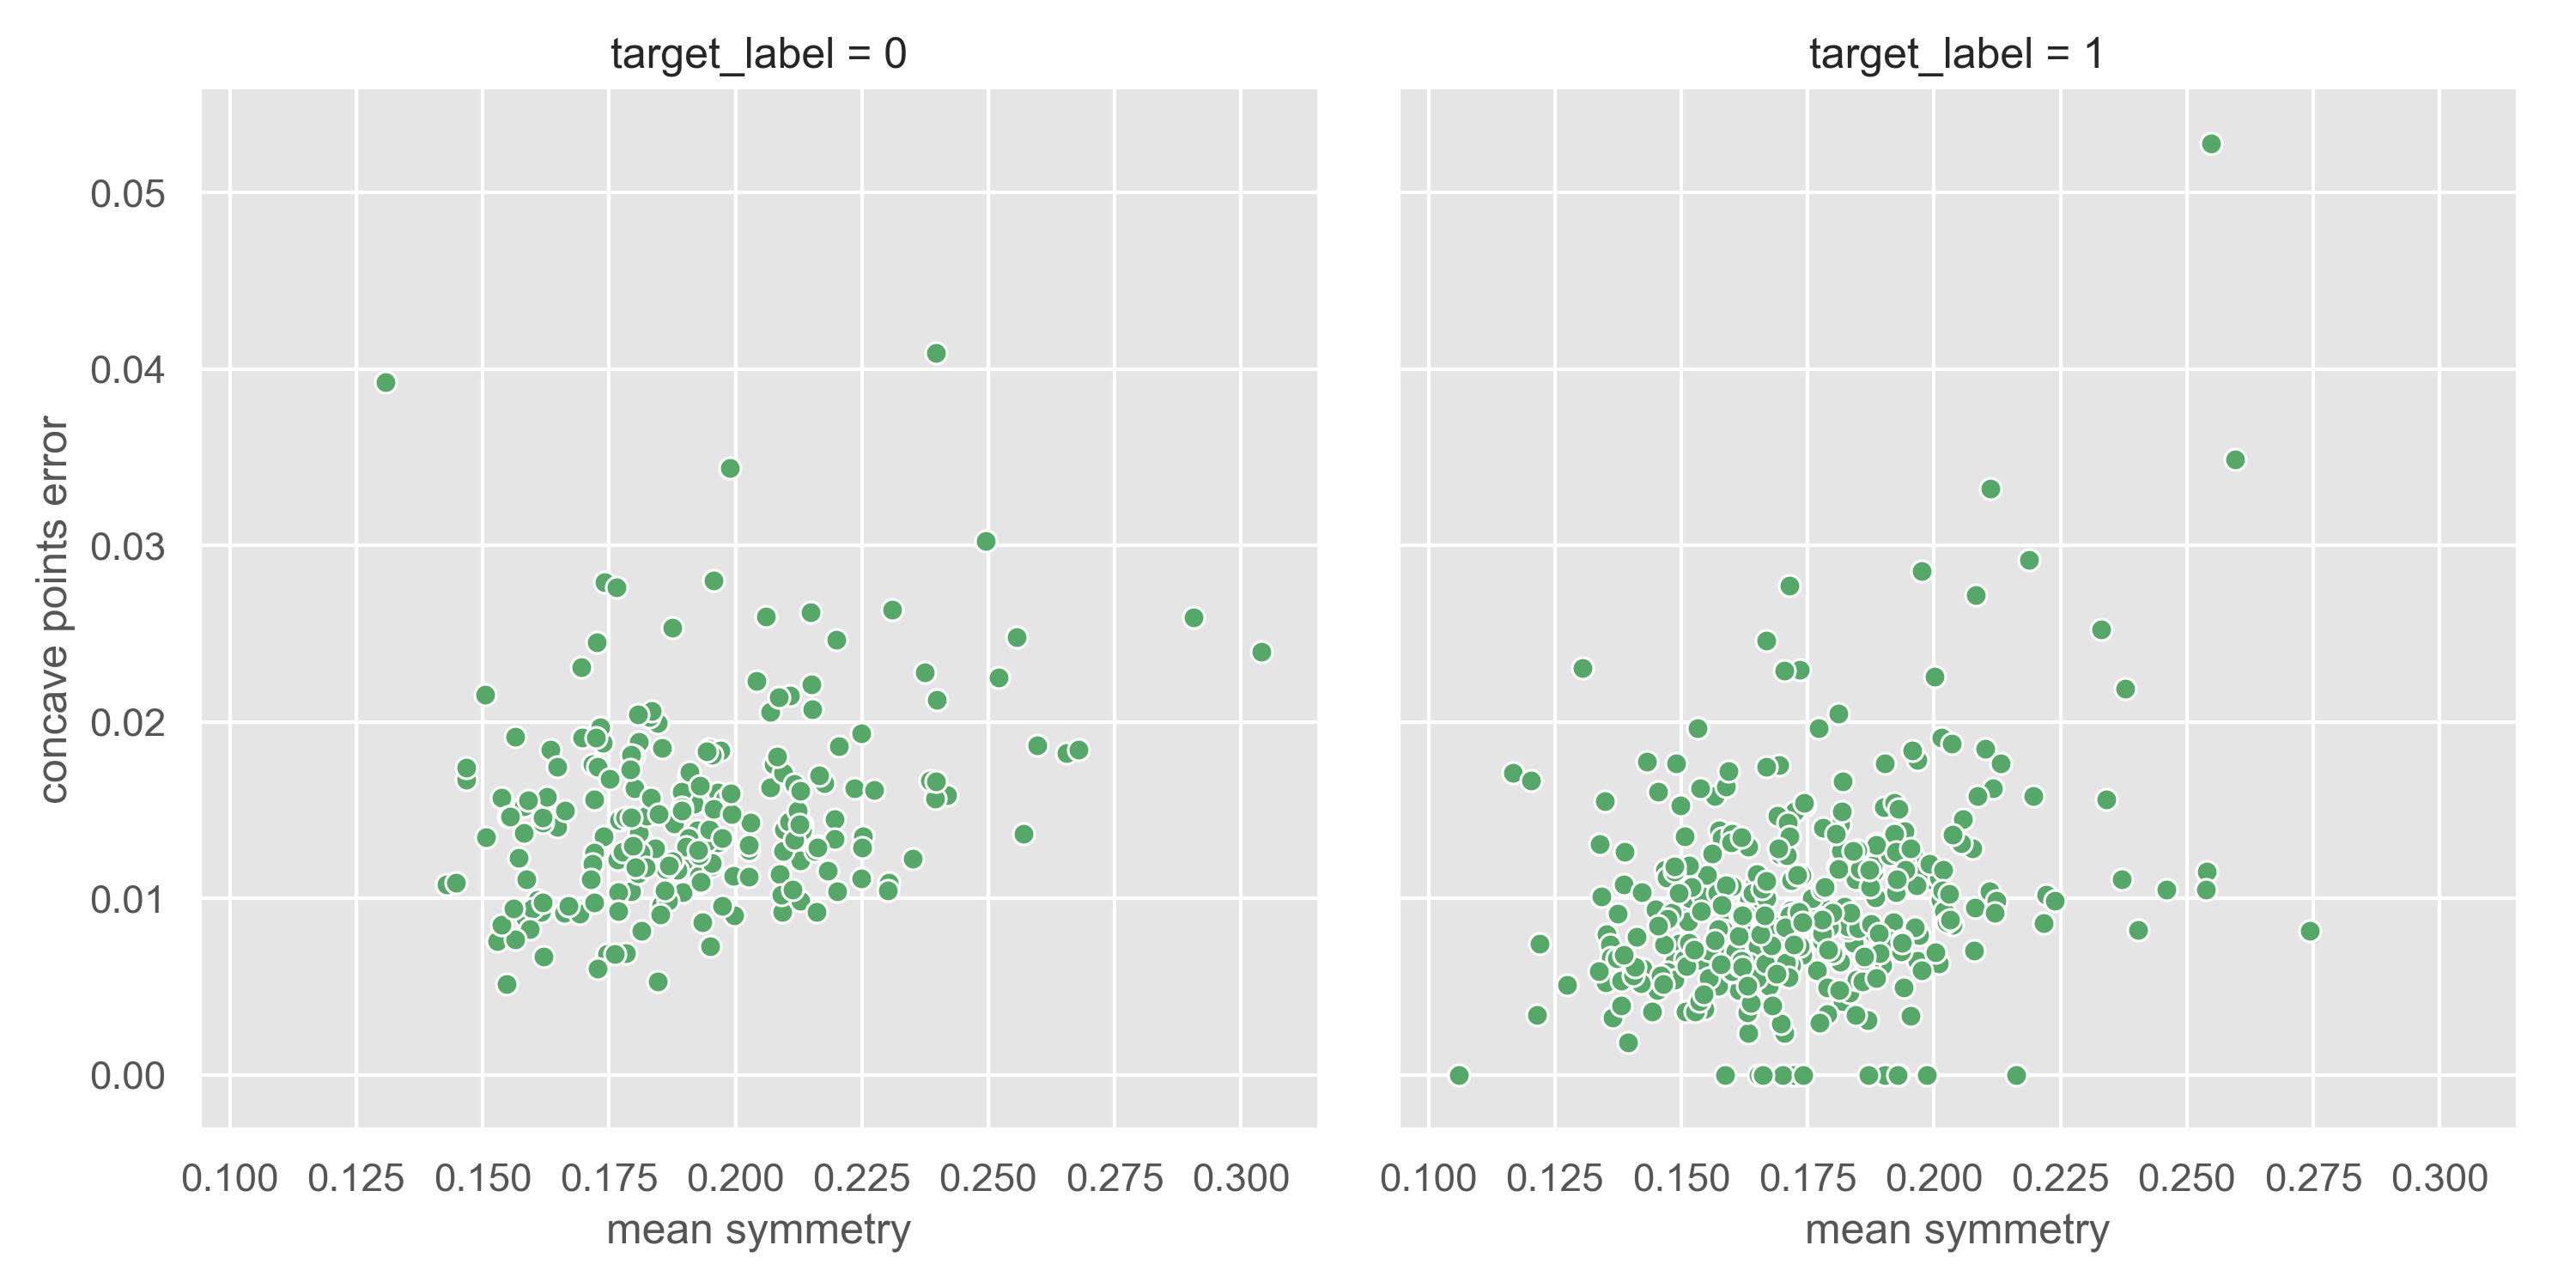 target_label = 0
target_label = 1
concave points error
0.05
0.04
0.03
0.02
0.01
0.00
0.100 0.125 0.150 0.175 0.200 0.225 0.250 0.275 0.300
0.100 0.125 0.150 0.175 0.200 0.225 0.250 0.275 0.300
mean symmetry
mean symmetry